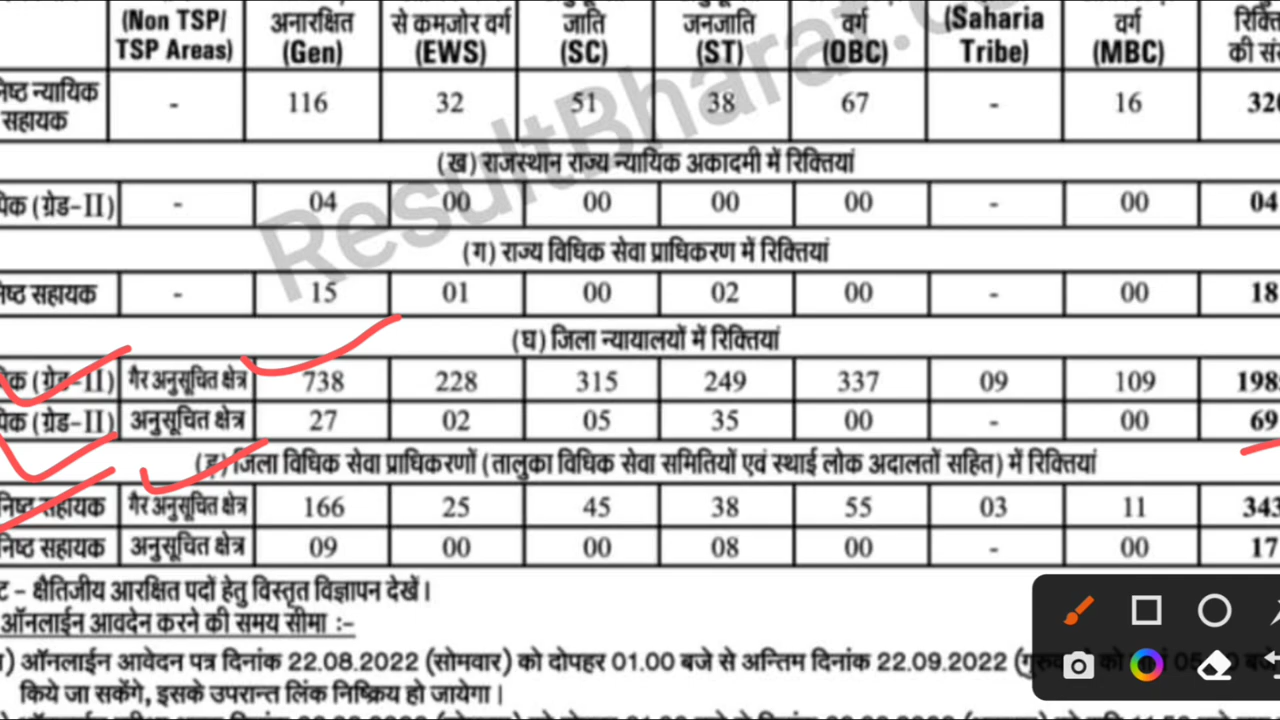 (Non TSP/ अनारक्षित से कमजोर वर्ग जाति जनजाति वर्ग (Saharia वर्ग
TSP Areas) (Gen) (EWS) (SC) (ST) (OBC) Tribe) (MBC) की
न्यायिक - 116 32 51 38 67 - 16
सहायक
(ख) राजस्थान राज्य न्यायिक अकादमी में रिक्तियां
(ग्रेड-II) - 04 00 00 00 00 - 00 04
(ग) राज्य विधिक सेवा प्राधिकरण में रिक्तियां
सहायक - 15 01 00 02 00 - 00 18
(घ) जिला न्यायालयों में रिक्तियां
(ग्रेड-II) गैर अनुसूचित क्षेत्र 738 228 315 249 337 09 109 198
(ग्रेड-II) अनुसूचित क्षेत्र 27 02 05 35 00 - 00 69
(ङ) जिला विधिक सेवा प्राधिकरणों (तालुका विधिक सेवा समितियों एवं स्थाई लोक अदालतों सहित) में रिक्तियां
सहायक गैर अनुसूचित क्षेत्र 166 25 45 38 55 03 11 343
सहायक अनुसूचित क्षेत्र 09 00 00 08 00 - 00 17
– क्षैतिजीय आरक्षित पदों हेतु विस्तृत विज्ञापन देखें।
ऑनलाईन आवदेन करने की समय सीमा :-
ऑनलाईन आवेदन पत्र दिनांक 22.08.2022 (सोमवार) को दोपहर 01.00 बजे से अन्तिम दिनांक 22.09.2022
किये जा सकेंगे, इसके उपरान्त लिंक निष्क्रिय हो जायेगा।